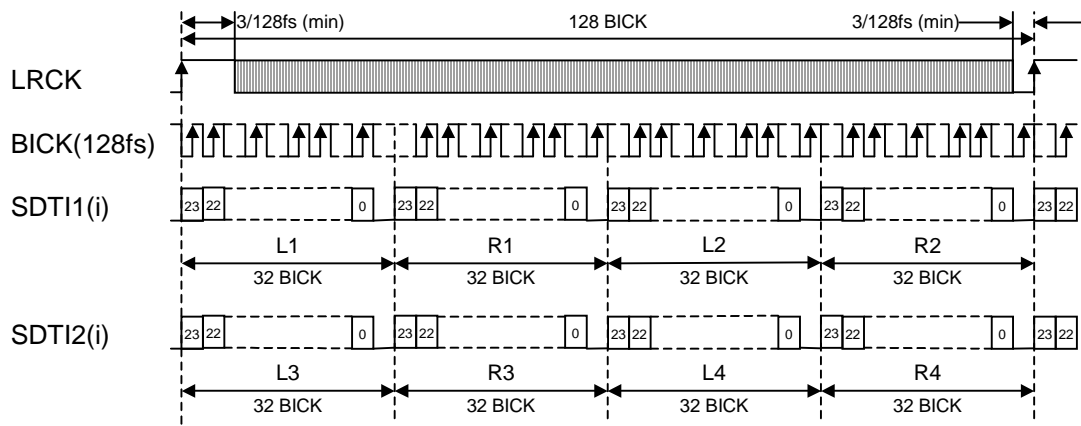 3/128fs (min) 128 BICK 3/128fs (min)
LRCK
BICK(128fs)
SDTI1(i) 23 22 0 23 22 0 23 22 0 23 22 0 23 22
L1 R1 L2 R2
32 BICK 32 BICK 32 BICK 32 BICK
SDTI2(i) 23 22 0 23 22 0 23 22 0 23 22 0 23 22
L3 R3 L4 R4
32 BICK 32 BICK 32 BICK 32 BICK